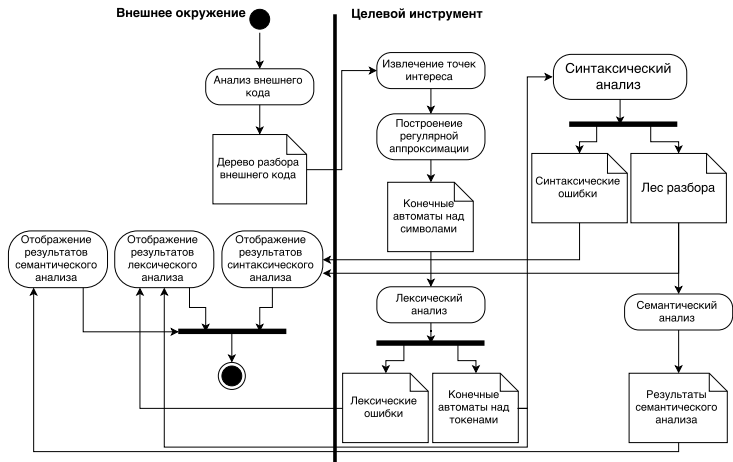 Внешнее окружение
Целевой инструмент
Анализ внешнего
кода
Дерево разбора
внешнего кода
Извлечение точек
интереса
Построенеие
регулярной
аппроксимации
Конечные
автоматы над
символами
Синтаксический
анализ
Синтаксические
ошибки
Лес разбора
Отображение
результатов
семантического
анализа
Отображение
результатов
лексического
анализа
Отображение
результатов
синтаксического
анализа
Лексический
анализ
Семантический
анализ
Лексические
ошибки
Конечные
автоматы над
токенами
Результаты
семантического
анализа